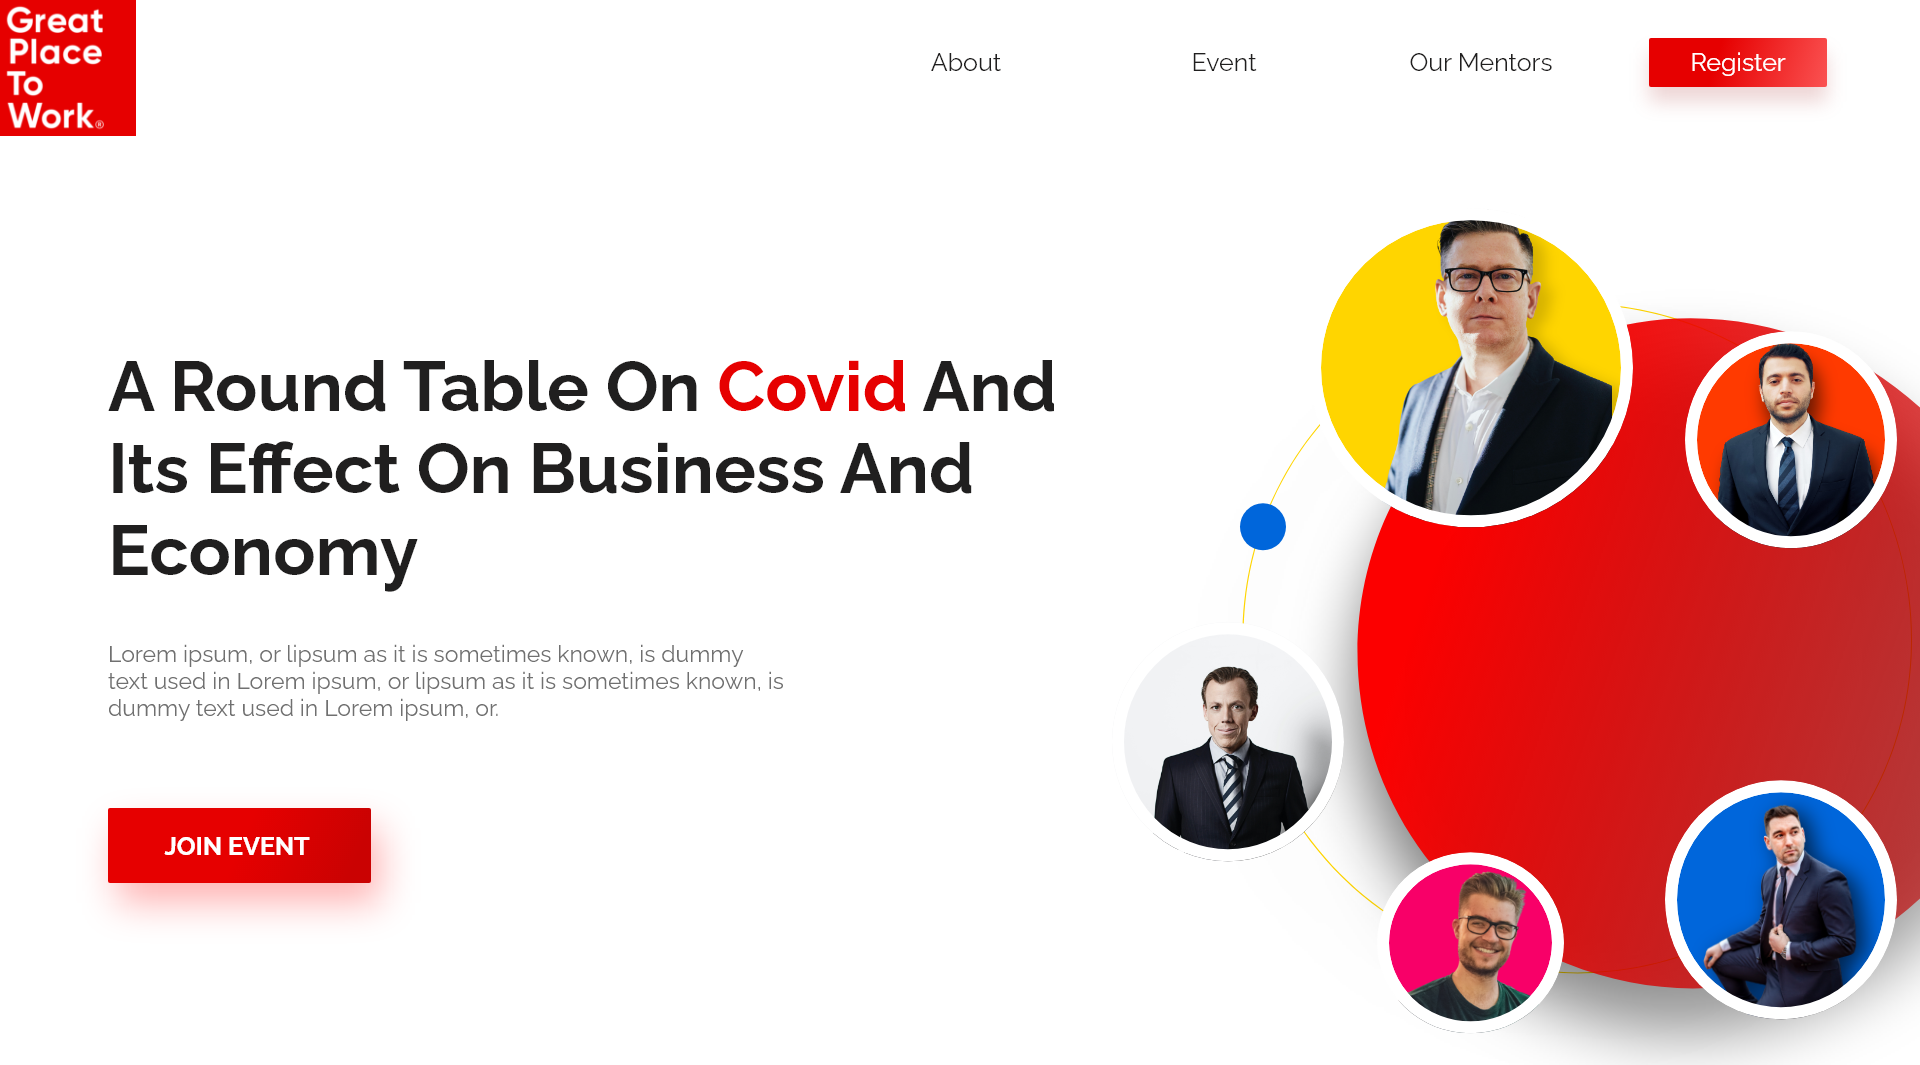 Great
Place
To
Work®
About
Event
Our Mentors
Register
A Round Table On Covid And
Its Effect On Business And
Economy
Lorem ipsum, or lipsum as it is sometimes known, is dummy
text used in Lorem ipsum, or lipsum as it is sometimes known, is
dummy text used in Lorem ipsum, or.
JOIN EVENT